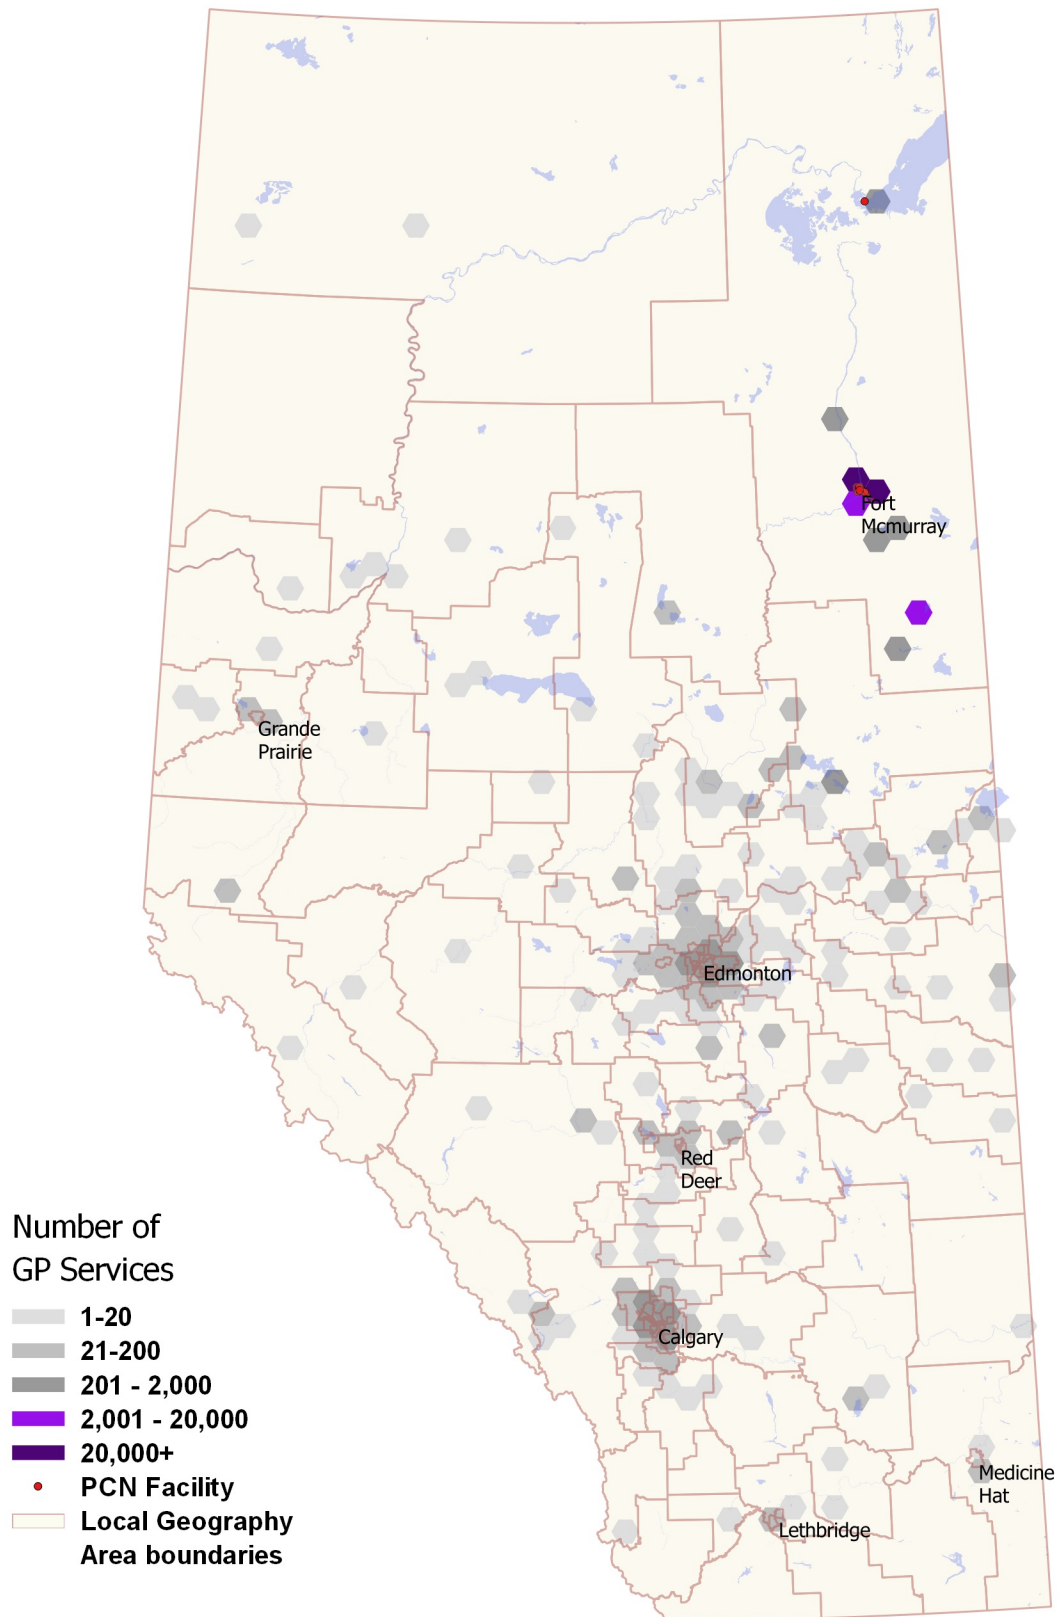 Fort
Mcmurray
Grande
Prairie
Edmonton
Red
Deer
Number of
GP Services
1-20
21-200
201 - 2,000
2,001 - 20,000
20,000+
PCN Facility
Local Geography
Area boundaries
Calgary
Medicine
Hat
Lethbridge